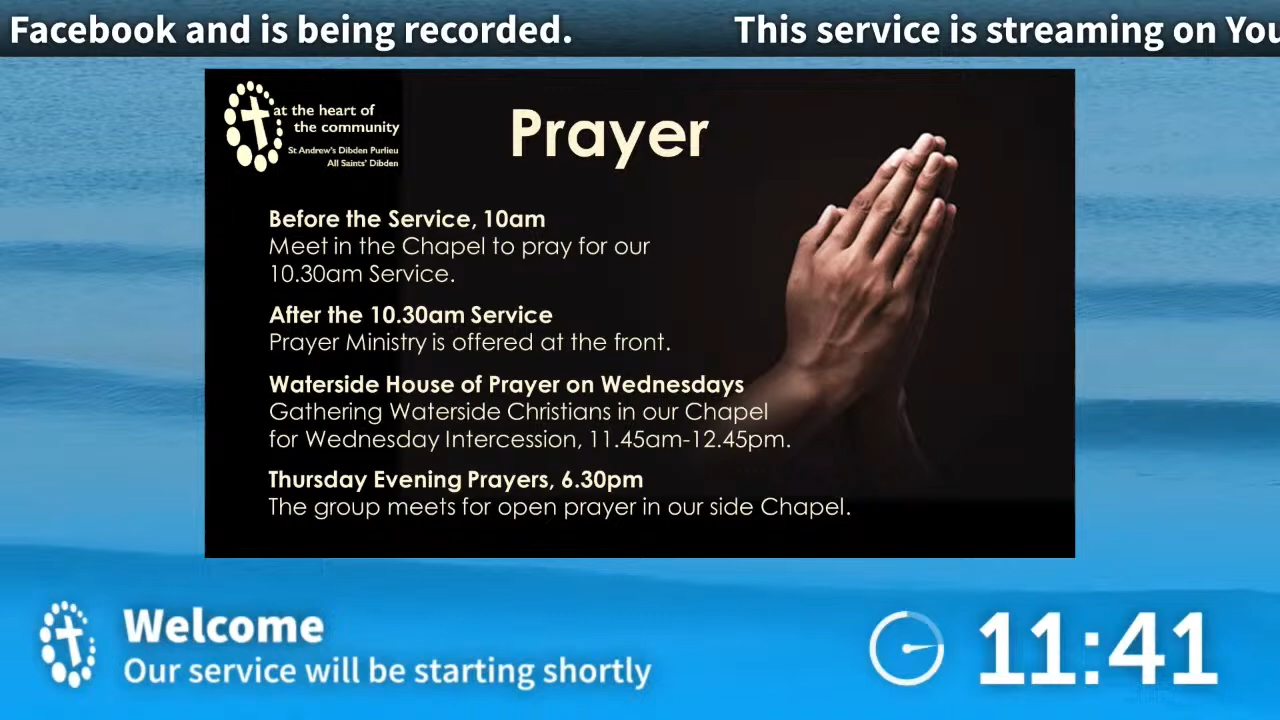 Facebook and is being recorded. This service is streaming on You
at the heart of
the community
St Andrew's Dibden Purlieu
All Saints' Dibden
Prayer
Before the Service, 10am
Meet in the Chapel to pray for our
10.30am Service.
After the 10.30am Service
Prayer Ministry is offered at the front.
Waterside House of Prayer on Wednesdays
Gathering Waterside Christians in our Chapel
for Wednesday Intercession, 11.45am-12.45pm.
Thursday Evening Prayers, 6.30pm
The group meets for open prayer in our side Chapel.
Welcome
Our service will be starting shortly
11:41